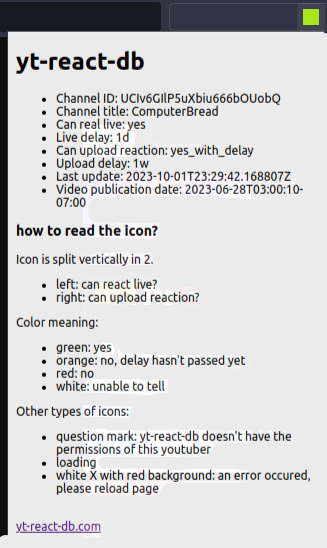 yt-react-db
Channel ID: UCIv6GIlP5uXbiu666bOUobQ
Channel title: ComputerBread
Can real live: yes
Live delay: 1d
Can upload reaction: yes_with_delay
Upload delay: 1w
Last update: 2023-10-01T23:29:42.168807Z
Video publication date: 2023-06-28T03:00:10-
07:00
how to read the icon?
Icon is split vertically in 2.
left: can react live?
right: can upload reaction?
Color meaning:
green: yes
orange: no, delay hasn't passed yet
red: no
white: unable to tell
Other types of icons:
question mark: yt-react-db doesn't have the
permissions of this youtuber
loading
white X with red background: an error occured,
please reload page
yt-react-db.com